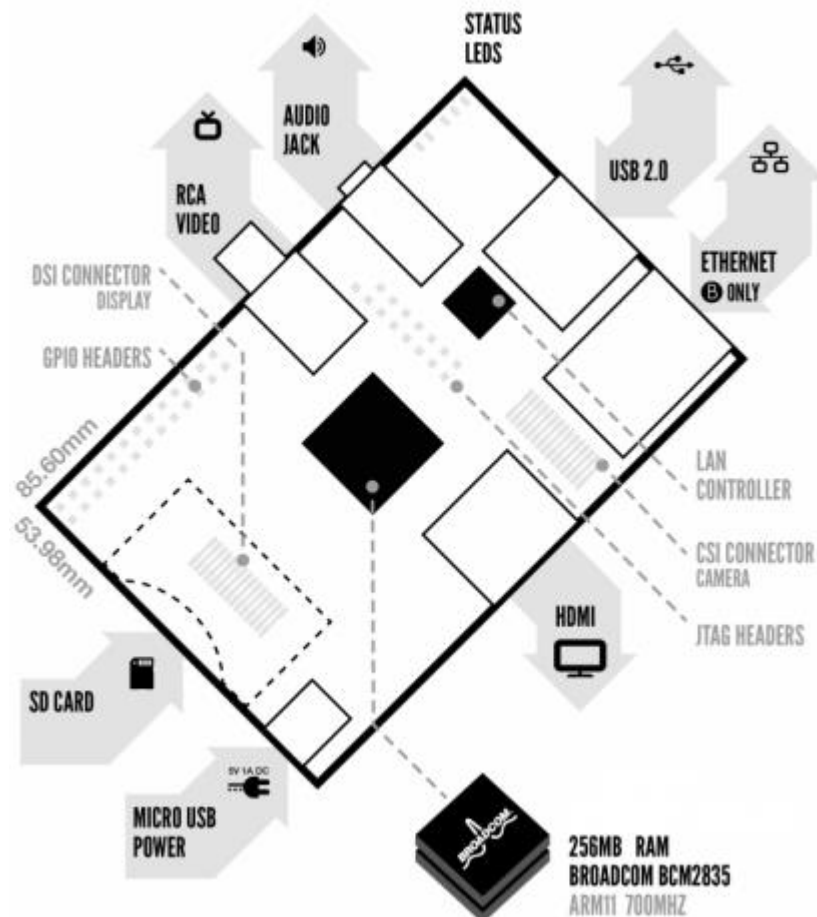 STATUS
LEDS
AUDIO
JACK
USB 2.0
RCA
VIDEO
ETHERNET
B ONLY
DSI CONNECTOR
DISPLAY
GPIO HEADERS
85.60mm
53.98mm
LAN
CONTROLLER
CSI CONNECTOR
CAMERA
JTAG HEADERS
HDMI
SD CARD
5V 1A DC
MICRO USB
POWER
BROADCOM
256MB RAM
BROADCOM BCM2835
ARM11 700MHZ